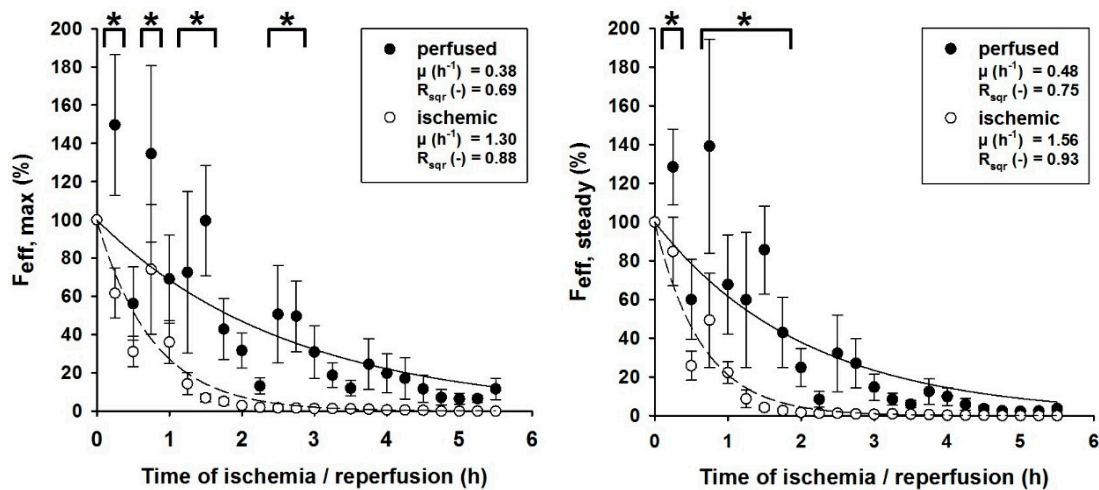 * * * *
200
180
160
140
120
100
80
60
40
20
0
Feff, max (%)
perfused
μ (h-1) = 0.38
Rsqr (-) = 0.69
ischemic
μ (h-1) = 1.30
Rsqr (-) = 0.88
0 1 2 3 4 5 6
Time of ischemia / reperfusion (h)
* *
200
180
160
140
120
100
80
60
40
20
0
Feff, steady (%)
perfused
μ (h-1) = 0.48
Rsqr (-) = 0.75
ischemic
μ (h-1) = 1.56
Rsqr (-) = 0.93
0 1 2 3 4 5 6
Time of ischemia / reperfusion (h)